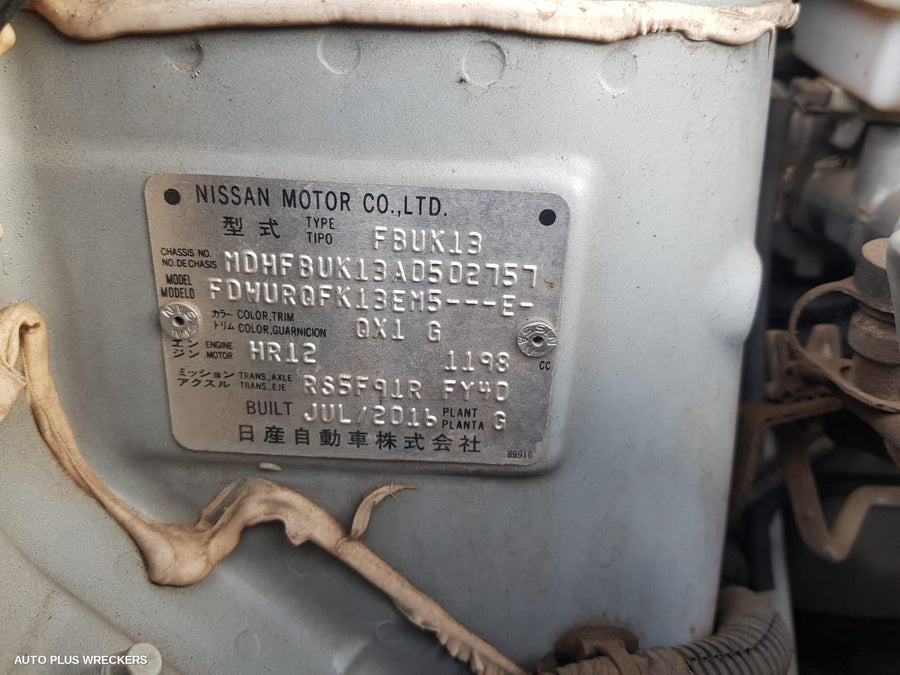 NISSAN MOTOR CO.,LTD.
型式 TYPE TIPO FBUK13
CHASSIS NO. NO.DE CHASIS MDHFBUK13A0502757
MODEL MODELO FDWURQFK13EM5---E-
カラー トリム COLOR,TRIM COLOR,GUARNICION QX1 G
エンジン ENGINE MOTOR HR12 1198 CC
ミッション アクスル TRANS.,AXLE TRANS.,EJE RS5F91R FY40
BUILT JUL/2016 PLANT PLANTA G
日産自動車株式会社 89916
NISSAN
NISSAN
AUTO PLUS WRECKERS